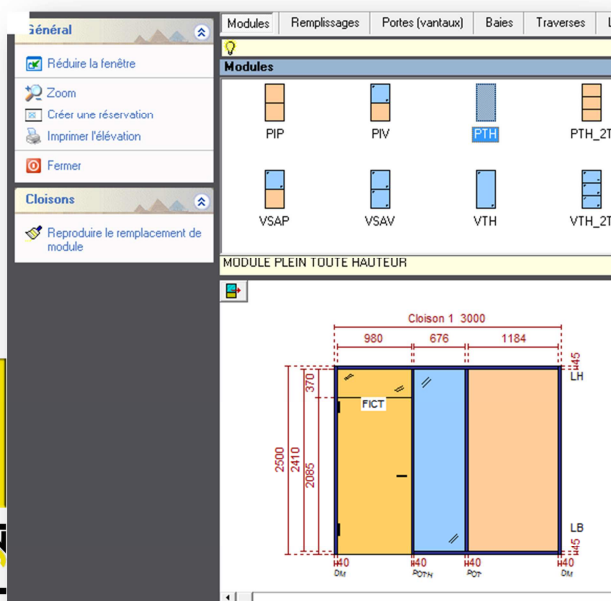 Général
Réduire la fenêtre
Zoom
Créer une réservation
Imprimer l'élévation
Fermer
Cloisons
Reproduire le remplacement de
module
Modules Remplissages Portes (vantaux) Baies Traverses
Modules
PIP PIV PTH PTH_2T
VSAP VSAV VTH VTH_2T
MODULE PLEIN TOUTE HAUTEUR
Cloison 1 3000
980 676 1184
45
LH
370
FICT
2500
2410
2085
LB
45
40 40 40 40
DM POTH POT DM